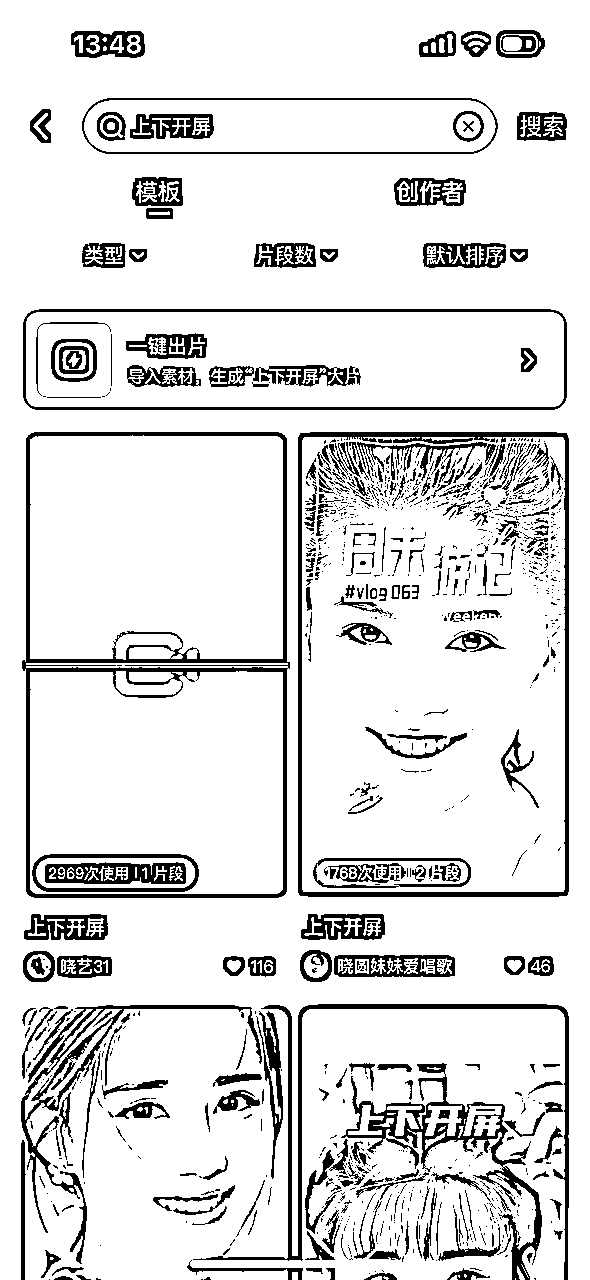 13:48
上下开屏
搜索
模板
创作者
类型
片段数
默认排序
一键出片
导入素材，生成“上下开屏”大片
周末
游记
#vlog 063
weekend
2969次使用 | 1片段
1768次使用 | 2片段
上下开屏
上下开屏
晓艺31
116
晓圆妹妹爱唱歌
46
上下开屏